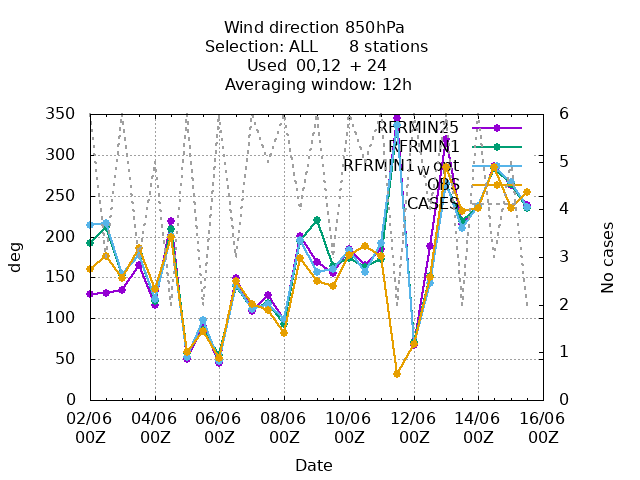 Wind direction 850hPa
Selection: ALL 8 stations
Used 00,12 + 24
Averaging window: 12h
350
300
250
200
150
100
50
0
deg
6
5
4
3
2
1
0
No cases
RFRMIN25
RFRMIN1
RFRMIN1_w_opt
OBS
CASES
02/06 04/06 06/06 08/06 10/06 12/06 14/06 16/06
00Z 00Z 00Z 00Z 00Z 00Z 00Z 00Z
Date